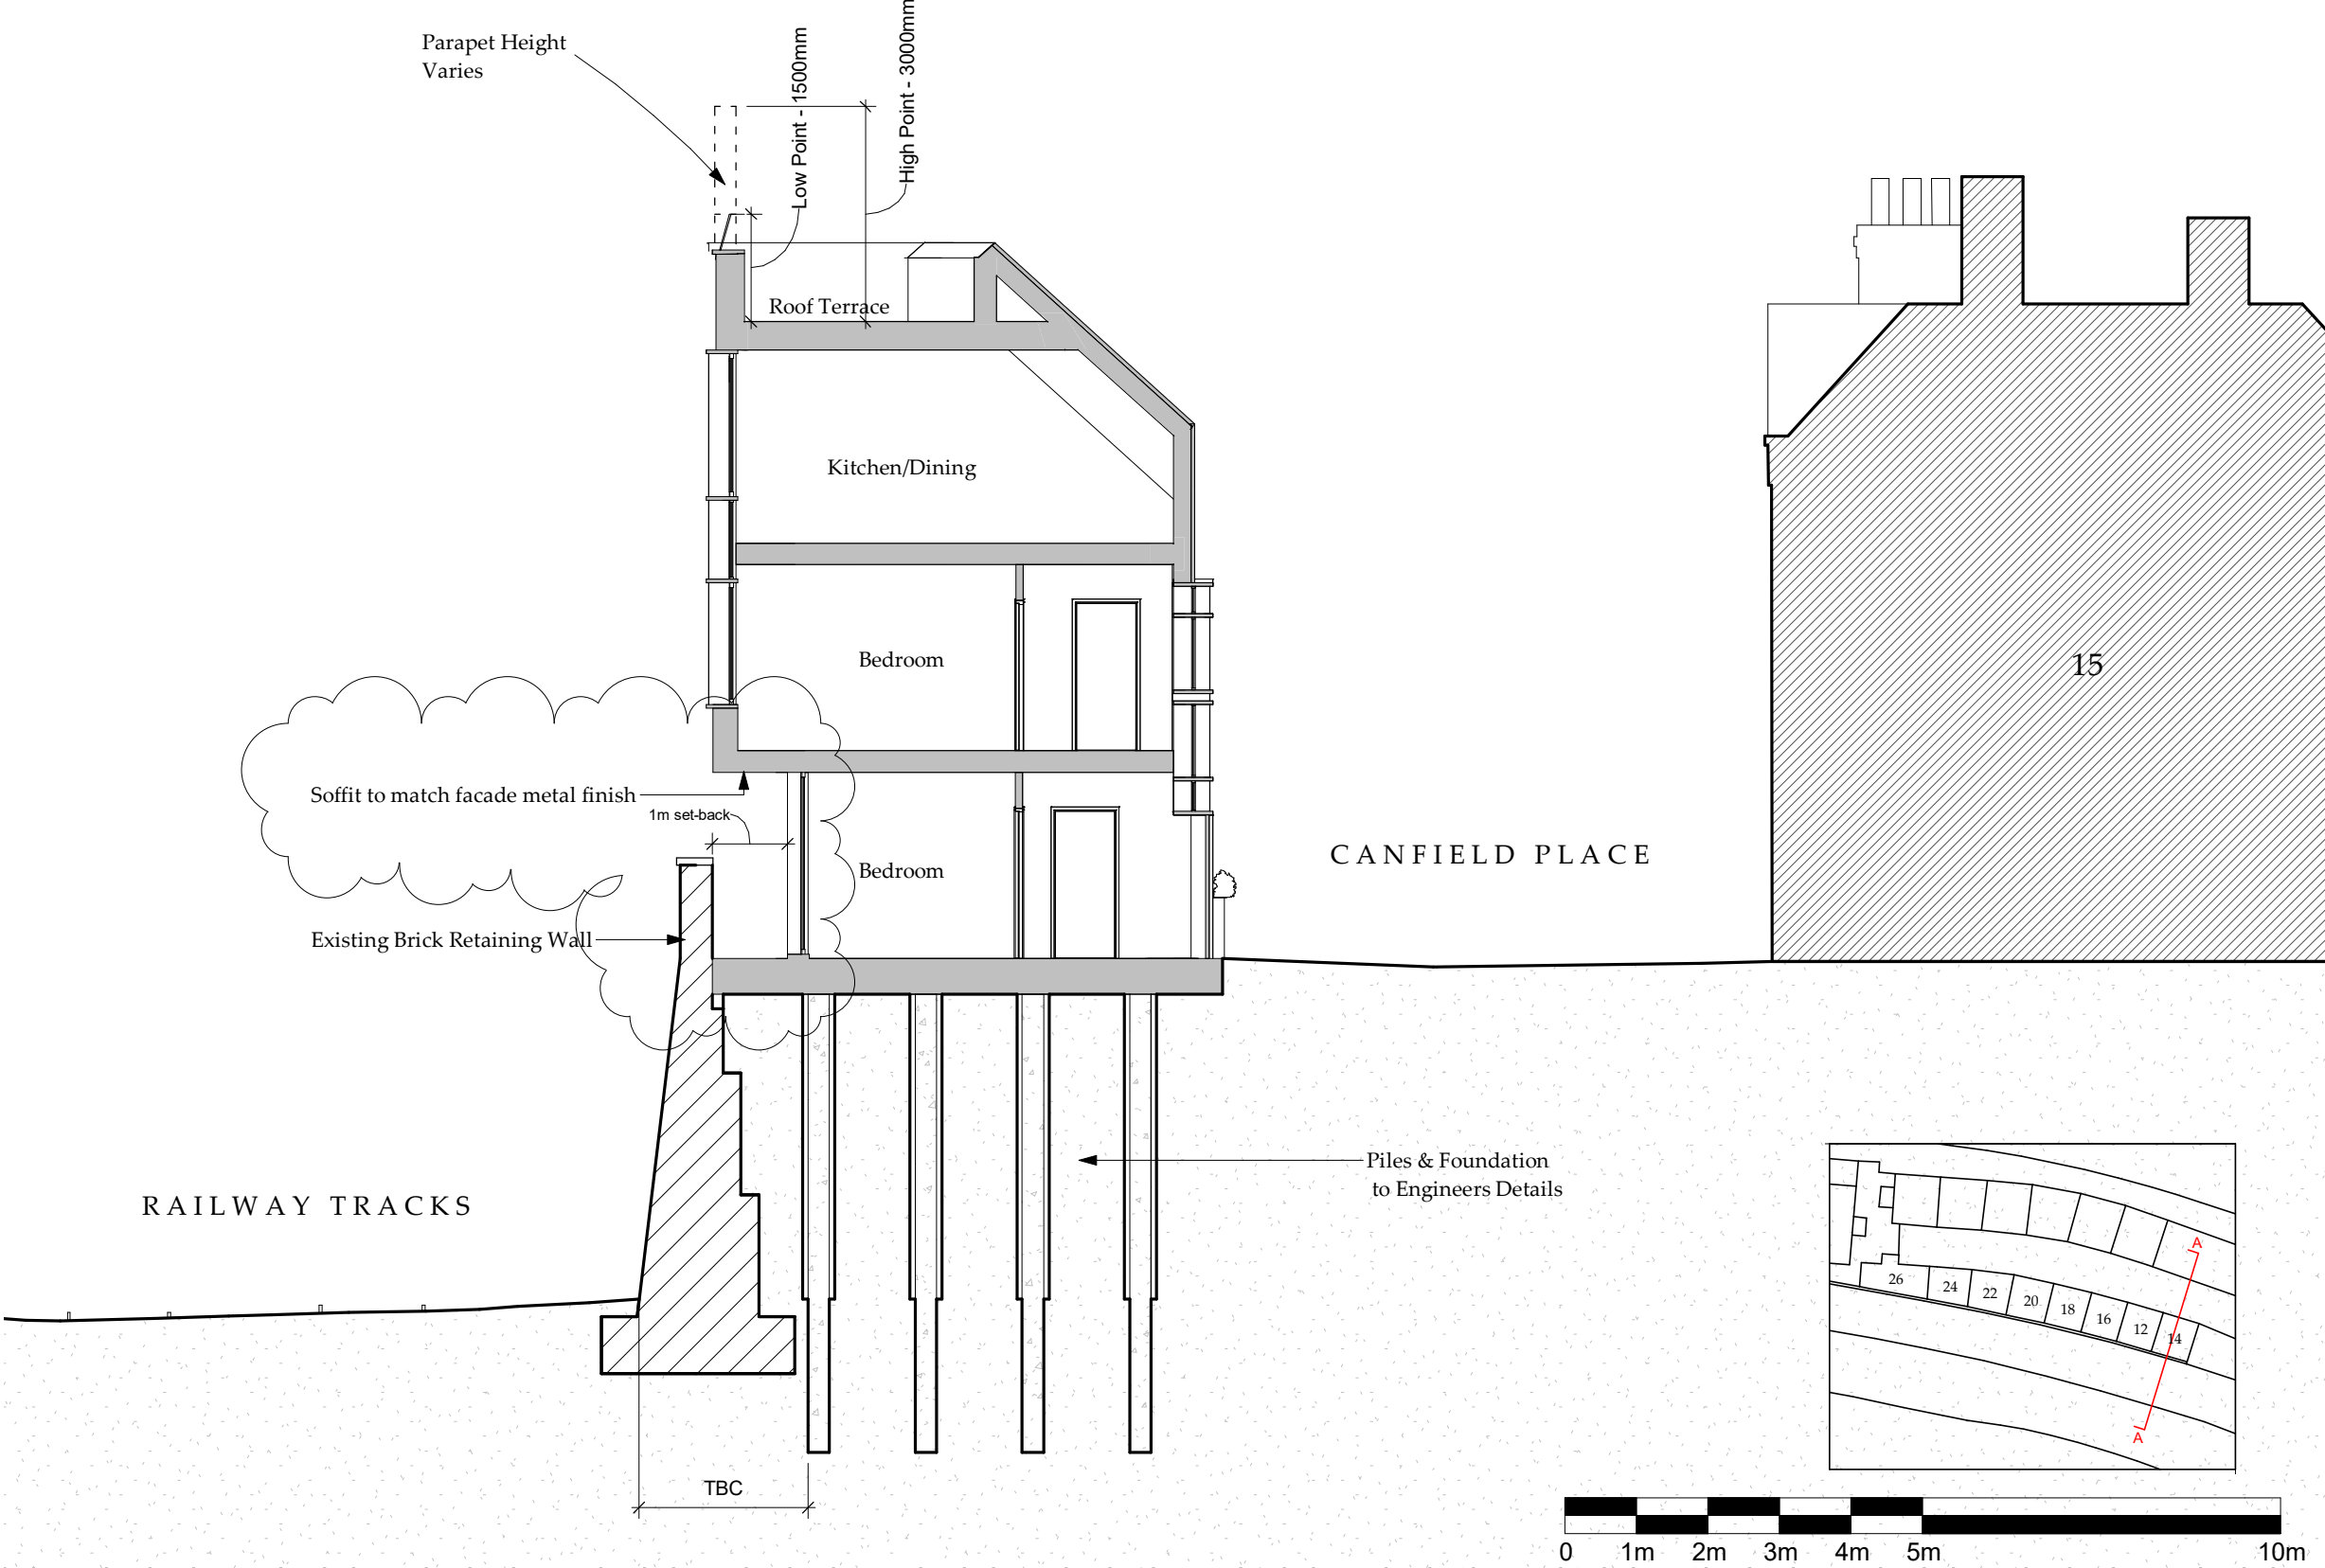 Parapet Height
Varies
Low Point - 1500mm
High Point - 3000mm
Roof Terrace
Kitchen/Dining
Bedroom
15
Soffit to match facade metal finish
1m set-back
CANFIELD PLACE
Bedroom
Existing Brick Retaining Wall
Piles & Foundation
to Engineers Details
RAILWAY TRACKS
A
26
24
22
20
18
16
12
14
A
TBC
0 1m 2m 3m 4m 5m 10m